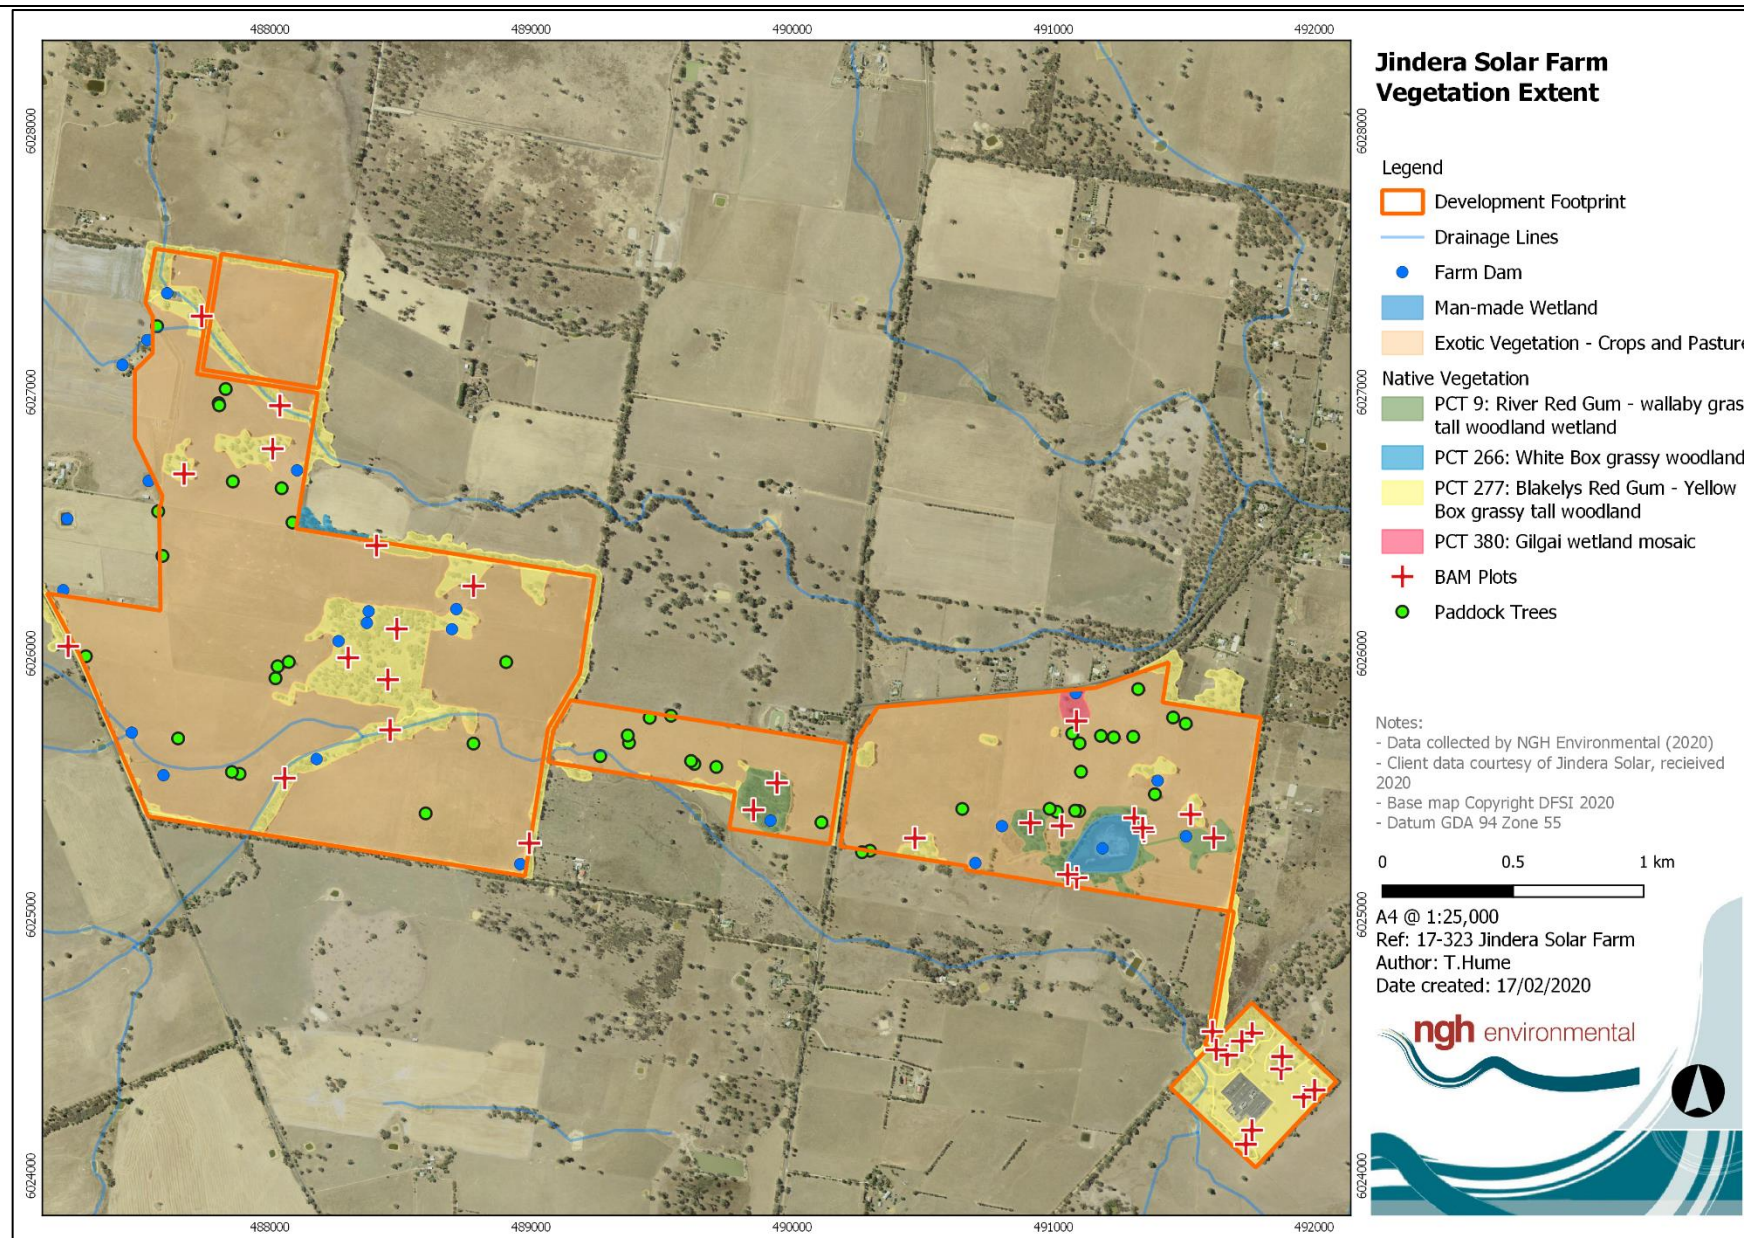 488000 489000 490000 491000 492000
6028000
6027000
6026000
6025000
6024000
6028000
6027000
6026000
6025000
6024000
488000 489000 490000 491000 492000
Jindera Solar Farm
Vegetation Extent
Legend
Development Footprint
Drainage Lines
Farm Dam
Man-made Wetland
Exotic Vegetation - Crops and Pasture
Native Vegetation
PCT 9: River Red Gum - wallaby gras
tall woodland wetland
PCT 266: White Box grassy woodland
PCT 277: Blakelys Red Gum - Yellow
Box grassy tall woodland
PCT 380: Gilgai wetland mosaic
BAM Plots
Paddock Trees
Notes:
- Data collected by NGH Environmental (2020)
- Client data courtesy of Jindera Solar, recieived
2020
- Base map Copyright DFSI 2020
- Datum GDA 94 Zone 55
0 0.5 1 km
A4 @ 1:25,000
Ref: 17-323 Jindera Solar Farm
Author: T.Hume
Date created: 17/02/2020
ngh environmental